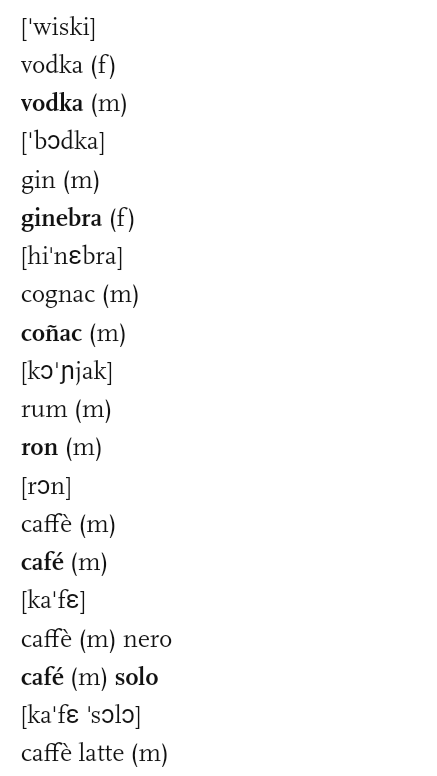 ['wiski]
vodka (f)
vodka (m)
['bɔdka]
gin (m)
ginebra (f)
[hi'nɛbra]
cognac (m)
coñac (m)
[kɔ'ɲjak]
rum (m)
ron (m)
[rɔn]
caffè (m)
café (m)
[ka'fɛ]
caffè (m) nero
café (m) solo
[ka'fɛ 'sɔlɔ]
caffè latte (m)